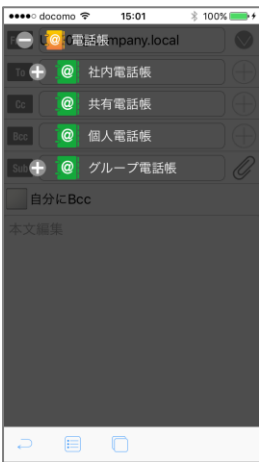 docomo 15:01 100%
電話帳 mpany.local
To 社内電話帳
Cc 共有電話帳
Bcc 個人電話帳
Sub グループ電話帳
自分にBcc
本文編集